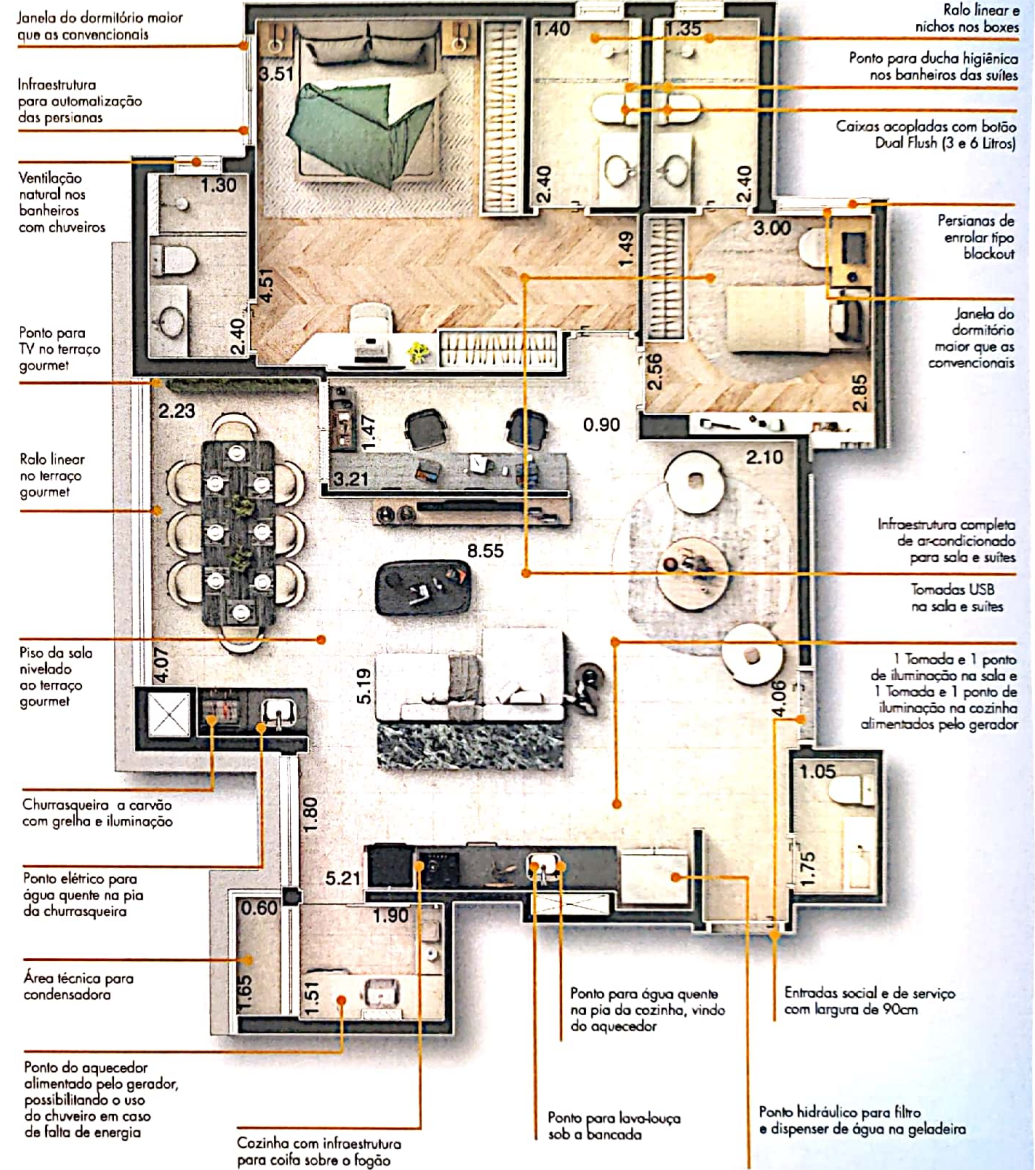 Janela do dormitório maior
que as convencionais
Infraestrutura
para automatização
das persianas
Ventilação
natural nos
banheiros
com chuveiros
Ponto para
TV no terraço
gourmet
Ralo linear
no terraço
gourmet
Piso da sala
nivelado
ao terraço
gourmet
Churrasqueira a carvão
com grelha e iluminação
Ponto elétrico para
água quente na pia
da churrasqueira
Área técnica para
condensadora
Ponto do aquecedor
alimentado pelo gerador,
possibilitando o uso
do chuveiro em caso
de falta de energia
Cozinha com infraestrutura
para coifa sobre o fogão
Ponto para lava-louça
sob a bancada
Ponto para água quente
na pia da cozinha, vindo
do aquecedor
Ponto hidráulico para filtro
e dispenser de água na geladeira
Entradas social e de serviço
com largura de 90cm
Ralo linear e
nichos nos boxes
Ponto para ducha higiênica
nos banheiros das suítes
Caixas acopladas com botão
Dual Flush (3 e 6 Litros)
Persianas de
enrolar tipo
blackout
Janela do
dormitório
maior que as
convencionais
Infraestrutura completa
de ar-condicionado
para sala e suítes
Tomadas USB
na sala e suítes
1 Tomada e 1 ponto
de iluminação na sala e
1 Tomada e 1 ponto de
iluminação na cozinha
alimentados pelo gerador
3.51
1.40
1.35
1.30
2.40
2.40
3.00
1.49
4.51
2.40
2.56
2.85
2.23
1.47
0.90
3.21
2.10
8.55
4.07
5.19
4.06
1.05
1.80
1.75
5.21
0.60
1.90
1.65
1.51